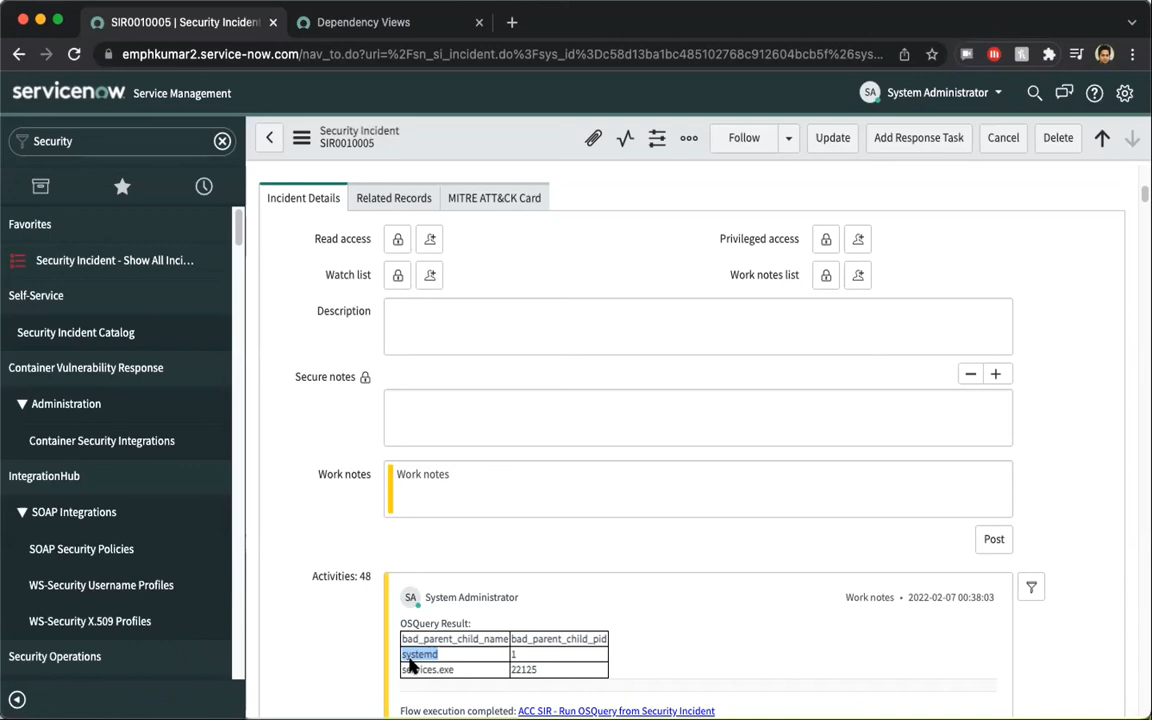 SIR0010005 | Security Incident
Dependency Views
emphkumar2.service-now.com/nav_to.do?uri=%2Fsn_si_incident.do%3Fsys_id%3Dc58d13ba1bc485102768c912604bcb5f%26sys...
servicenow Service Management
SA System Administrator
Security
Security Incident
SIR0010005
Follow
Update
Add Response Task
Cancel
Delete
Favorites
Security Incident - Show All Inci...
Self-Service
Security Incident Catalog
Container Vulnerability Response
Administration
Container Security Integrations
IntegrationHub
SOAP Integrations
SOAP Security Policies
WS-Security Username Profiles
WS-Security X.509 Profiles
Security Operations
Incident Details
Related Records
MITRE ATT&CK Card
Read access
Privileged access
Watch list
Work notes list
Description
Secure notes
Work notes
Work notes
Post
Activities: 48
SA System Administrator
Work notes • 2022-02-07 00:38:03
OSQuery Result:
bad_parent_child_name bad_parent_child_pid
systemd 1
services.exe 22125
Flow execution completed: ACC SIR - Run OSQuery from Security Incident